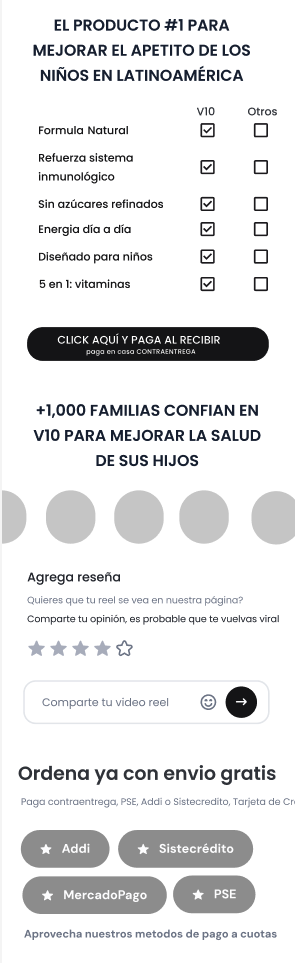 EL PRODUCTO #1 PARA
MEJORAR EL APETITO DE LOS
NIÑOS EN LATINOAMÉRICA
V10 Otros
Formula Natural
Refuerza sistema
inmunológico
Sin azúcares refinados
Energia día a día
Diseñado para niños
5 en 1: vitaminas
CLICK AQUÍ Y PAGA AL RECIBIR
paga en casa CONTRAENTREGA
+1,000 FAMILIAS CONFIAN EN
V10 PARA MEJORAR LA SALUD
DE SUS HIJOS
Agrega reseña
Quieres que tu reel se vea en nuestra página?
Comparte tu opinión, es probable que te vuelvas viral
Comparte tu video reel
Ordena ya con envio gratis
Paga contraentrega, PSE, Addi o Sistecredito, Tarjeta de
Addi Sistecrédito
MercadoPago PSE
Aprovecha nuestros metodos de pago a cuotas